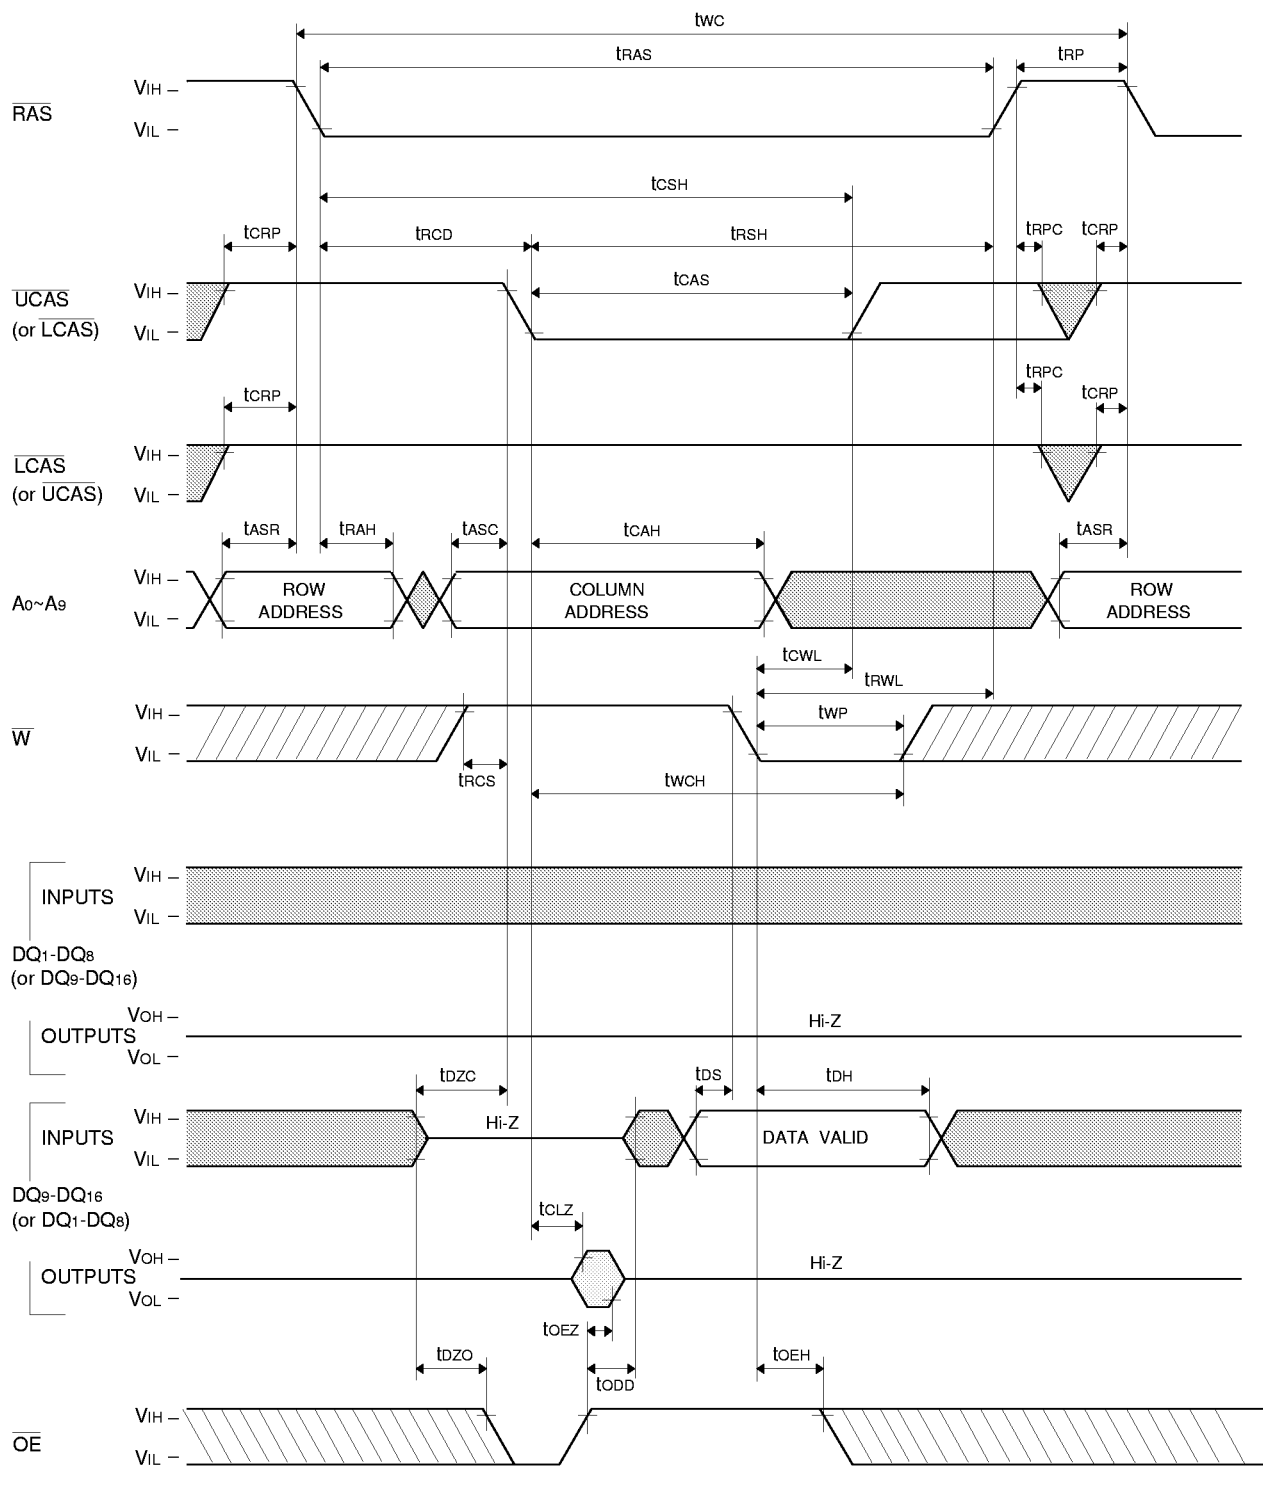 tWC
tRAS tRP
VIH
RAS
VIL
tCSH
tCRP tRCD tRSH tRPC tCRP
tCAS
UCAS VIH
(or LCAS) VIL
tRPC
tCRP tCRP
LCAS VIH
(or UCAS) VIL
tASR tRAH tASC tCAH tASR
VIH
A0~A9 ROW ADDRESS COLUMN ADDRESS ROW ADDRESS
VIL
tCWL
tRWL
VIH tWP
W
VIL
tRCS tWCH
VIH
INPUTS
VIL
DQ1-DQ8
(or DQ9-DQ16)
VOH
OUTPUTS Hi-Z
VOL
tDZC tDS tDH
VIH Hi-Z
INPUTS DATA VALID
VIL
DQ9-DQ16
(or DQ1-DQ8)
tCLZ
VOH Hi-Z
OUTPUTS
VOL
tOEZ
tDZO tOEH
tODD
VIH
OE
VIL